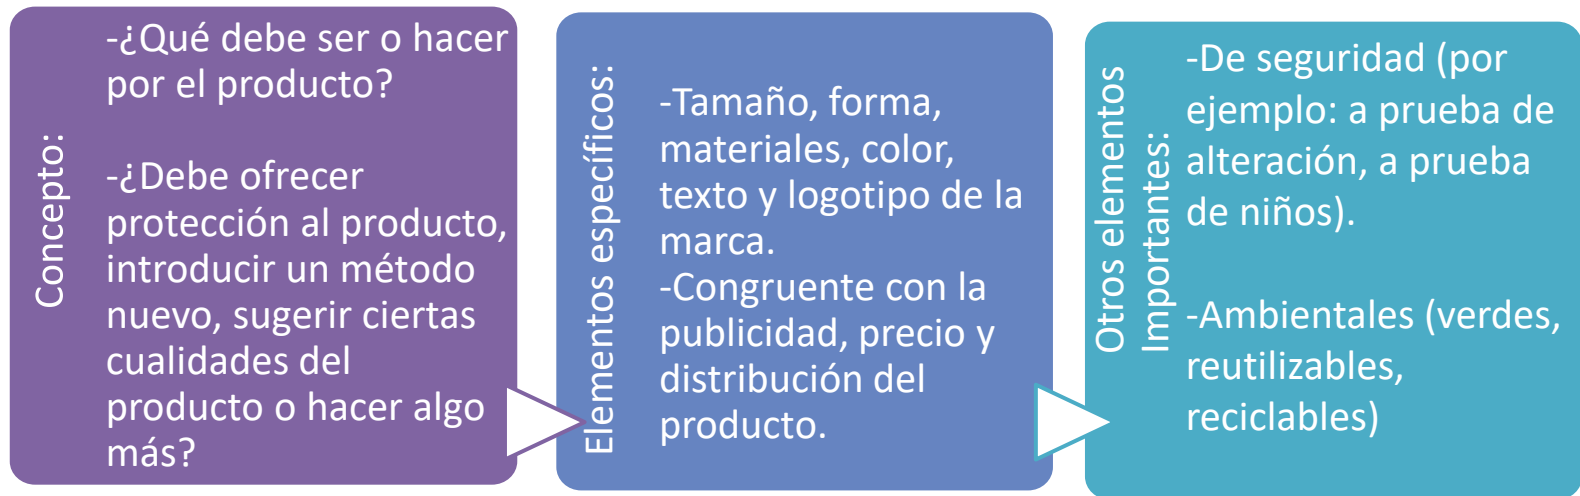 Concepto:
-¿Qué debe ser o hacer
por el producto?
-¿Debe ofrecer
protección al producto,
introducir un método
nuevo, sugerir ciertas
cualidades del
producto o hacer algo
más?
Elementos específicos:
-Tamaño, forma,
materiales, color,
texto y logotipo de la
marca.
-Congruente con la
publicidad, precio y
distribución del
producto.
Otros elementos
Importantes:
-De seguridad (por
ejemplo: a prueba de
alteración, a prueba
de niños).
-Ambientales (verdes,
reutilizables,
reciclables)